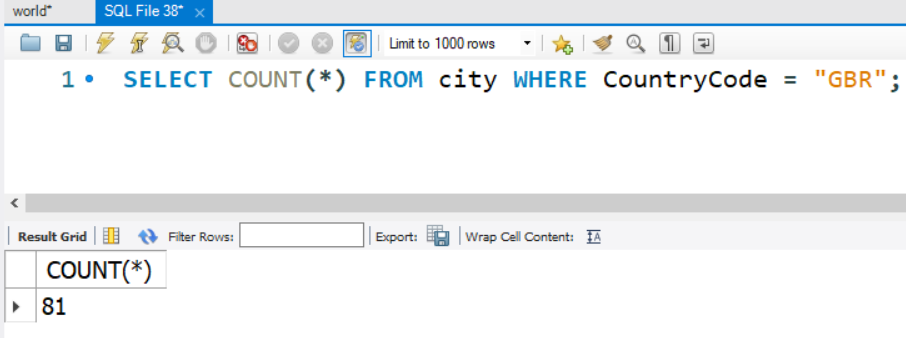 world*
SQL File 38* ×
Limit to 1000 rows
1 SELECT COUNT(*) FROM city WHERE CountryCode = "GBR";
Result Grid Filter Rows: Export: Wrap Cell Content: IA
COUNT(*)
81